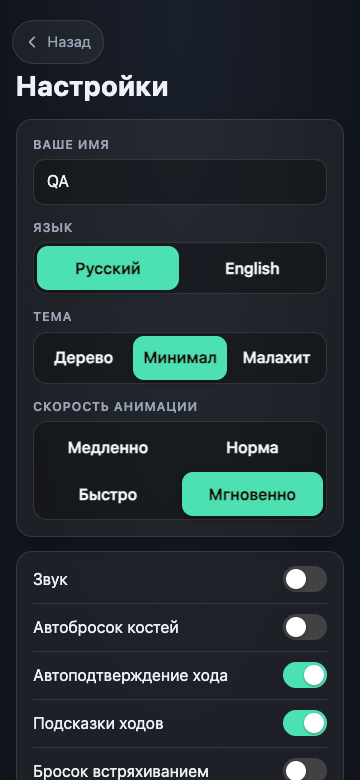 Назад
Настройки
ВАШЕ ИМЯ
QA
ЯЗЫК
Русский English
ТЕМА
Дерево Минимал Малахит
СКОРОСТЬ АНИМАЦИИ
Медленно Норма
Быстро Мгновенно
Звук
Автобросок костей
Автоподтверждение хода
Подсказки ходов
Бросок встряхиванием